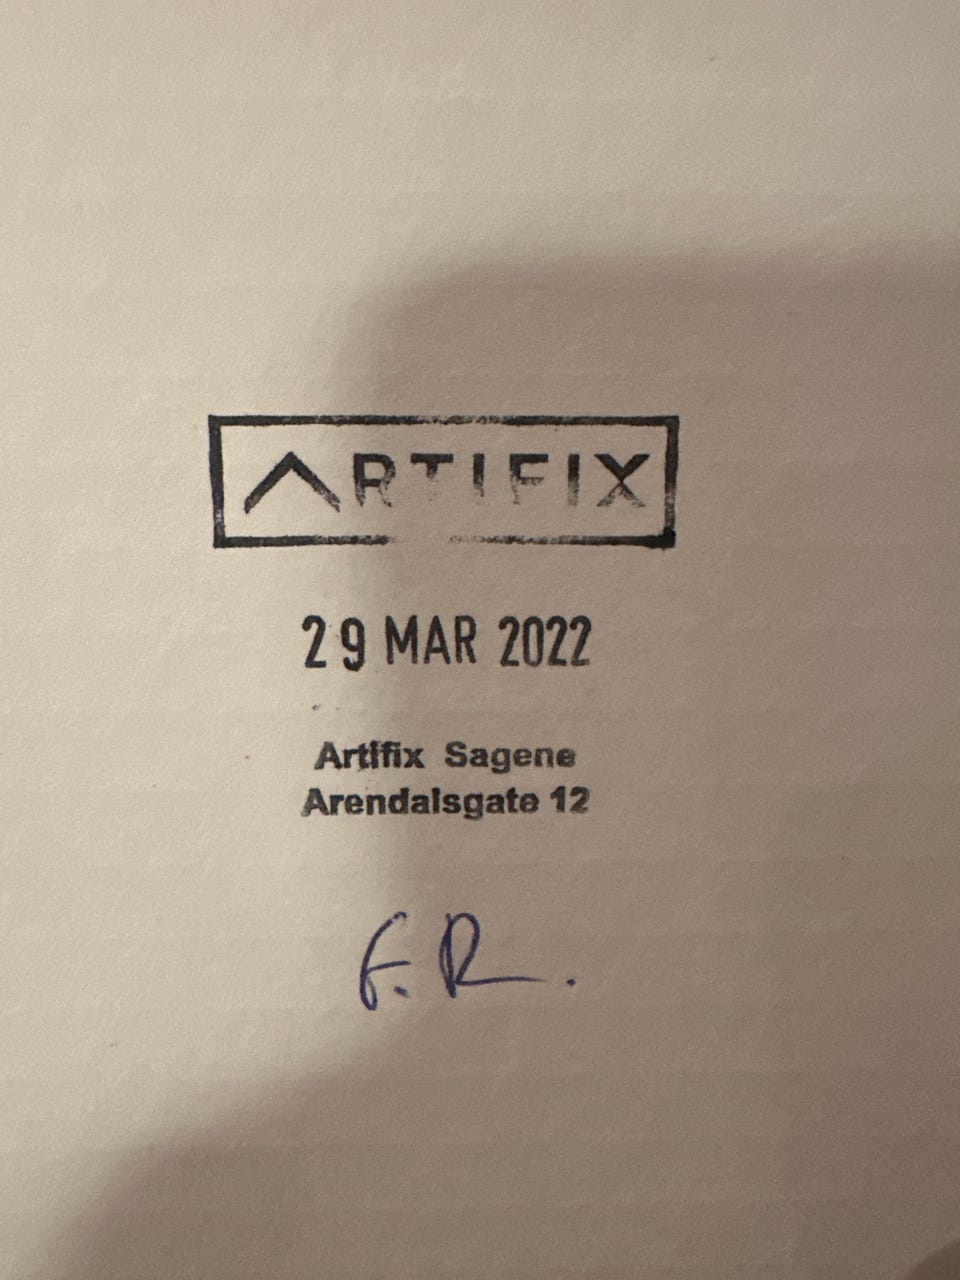 ARTIFIX
29 MAR 2022
Artifix Sagene
Arendalsgate 12
F.R.